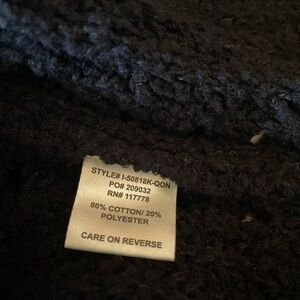 STYLE# I-50818K-QON
PO# 209032
RN# 117778
80% COTTON/ 20%
POLYESTER
CARE ON REVERSE